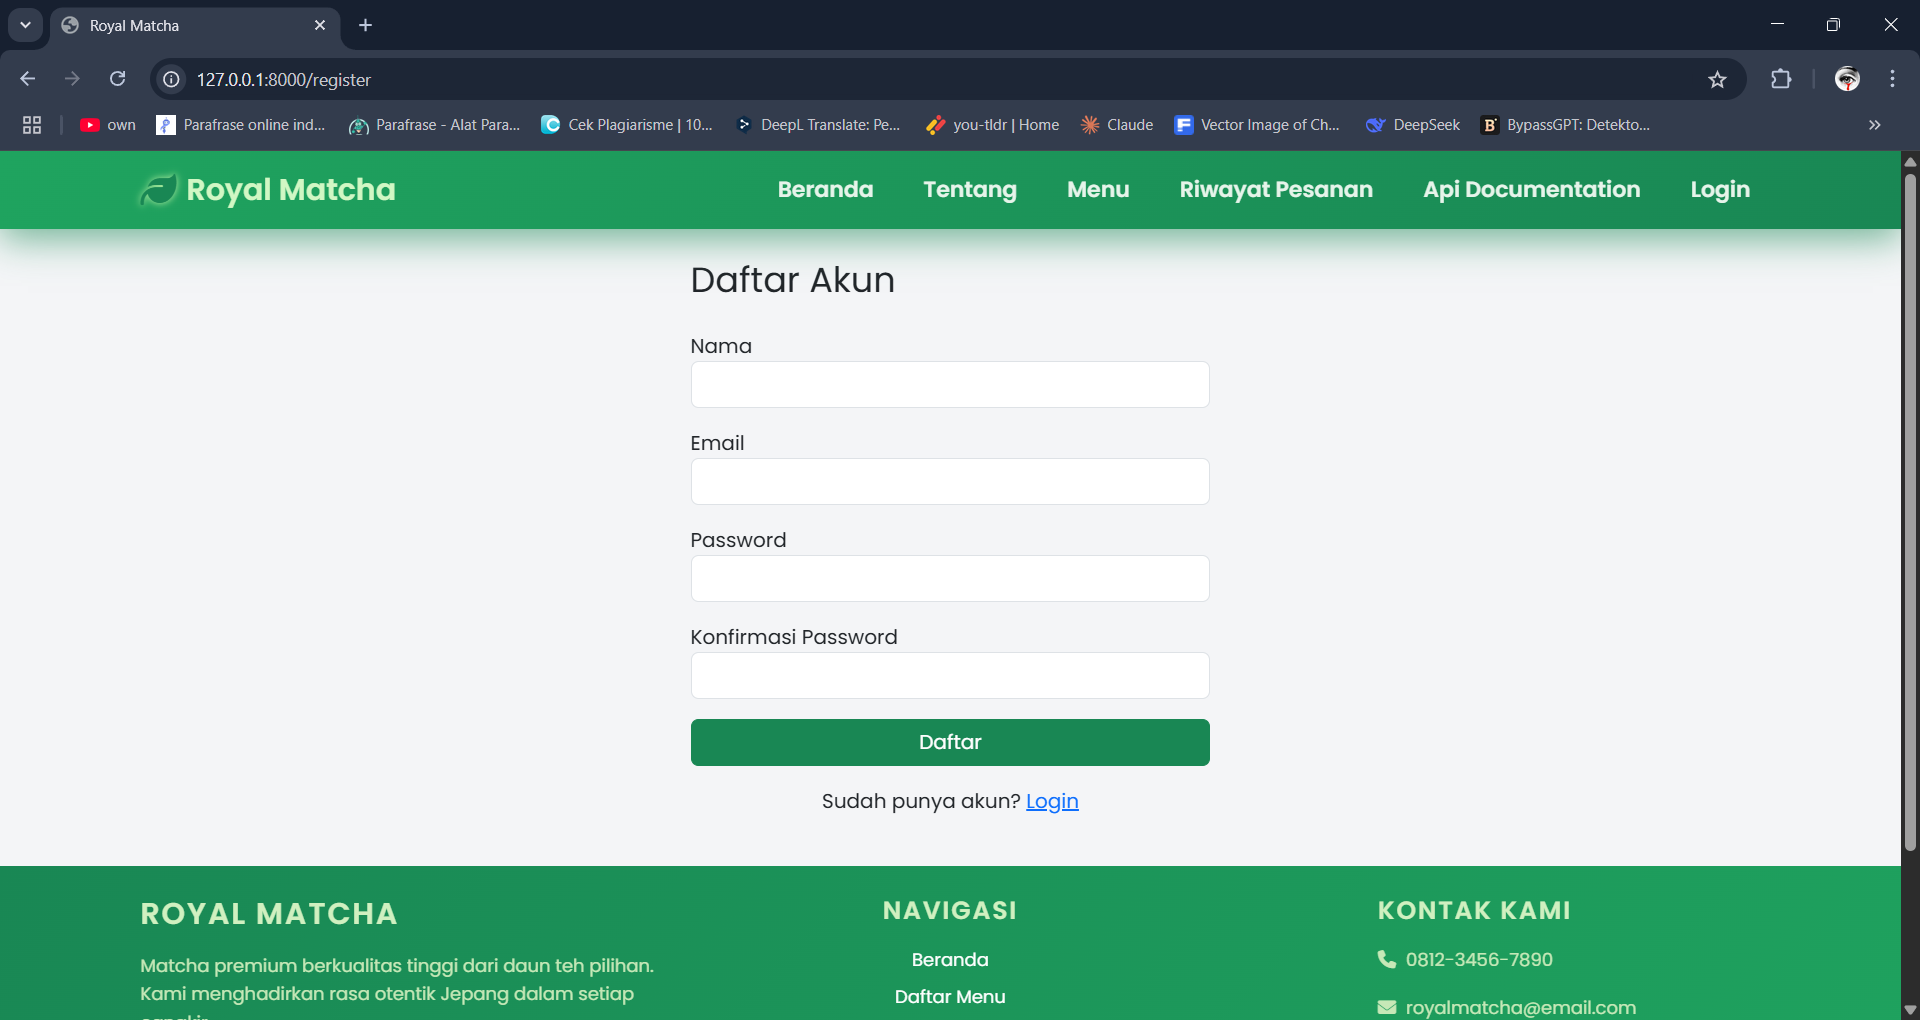 Royal Matcha
127.0.0.1:8000/register
own
Parafrase online ind...
Parafrase - Alat Para...
Cek Plagiarisme | 10...
DeepL Translate: Pe...
you-tldr | Home
Claude
Vector Image of Ch...
DeepSeek
BypassGPT: Detekto...
Royal Matcha
Beranda
Tentang
Menu
Riwayat Pesanan
Api Documentation
Login
Daftar Akun
Nama
Email
Password
Konfirmasi Password
Daftar
Sudah punya akun? Login
ROYAL MATCHA
Matcha premium berkualitas tinggi dari daun teh pilihan.
Kami menghadirkan rasa otentik Jepang dalam setiap
NAVIGASI
Beranda
Daftar Menu
KONTAK KAMI
0812-3456-7890
royalmatcha@email.com